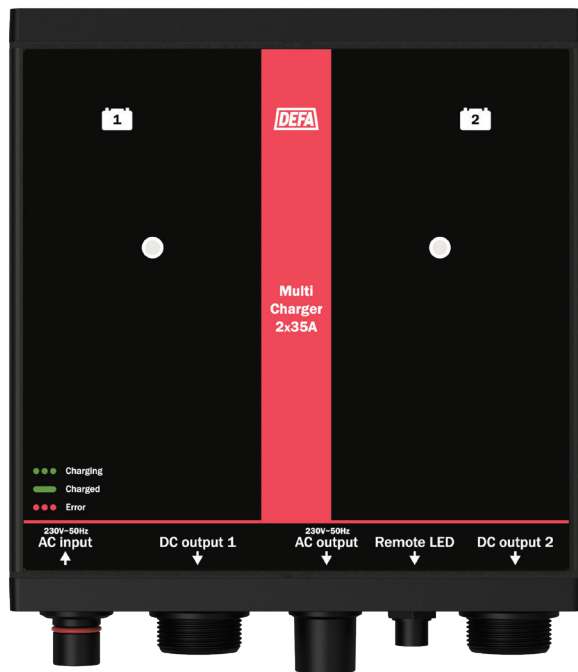 1
DEFA
2
Multi
Charger
2x35A
Charging
Charged
Error
230V~50Hz
AC input
DC output 1
230V~50Hz
AC output
Remote LED
DC output 2